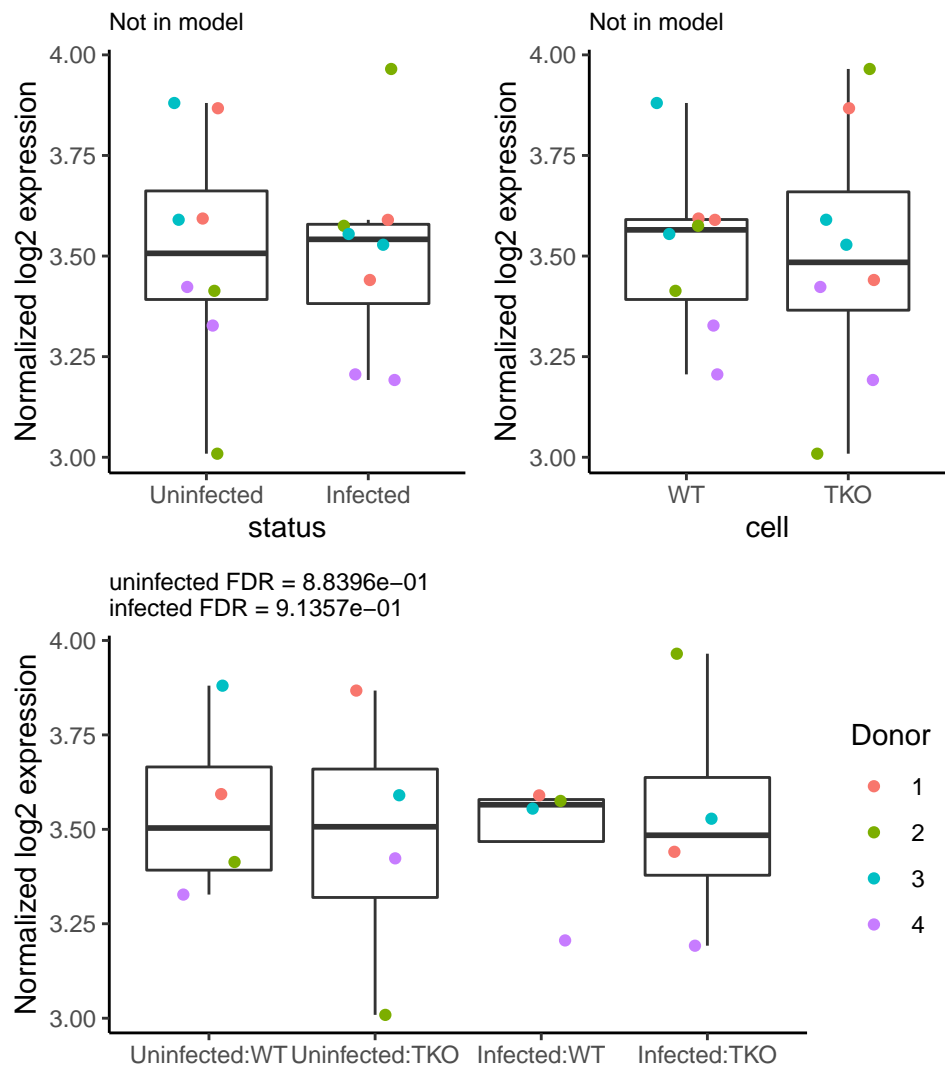 Not in model
4.00
3.75
3.50
3.25
3.00
Normalized log2 expression
Uninfected
Infected
status
Not in model
4.00
3.75
3.50
3.25
3.00
Normalized log2 expression
WT
TKO
cell
uninfected FDR = 8.8396e−01
infected FDR = 9.1357e−01
4.00
3.75
3.50
3.25
3.00
Normalized log2 expression
Uninfected:WT
Uninfected:TKO
Infected:WT
Infected:TKO
Donor
1
2
3
4